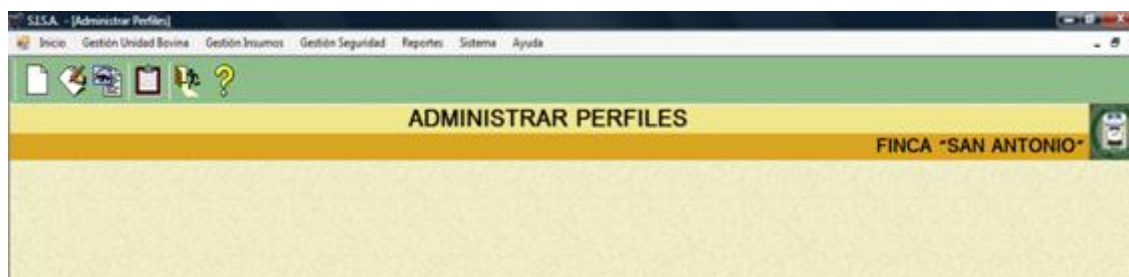 S.I.S.A. - [Administrar Perfiles]
Inicio Gestión Unidad Bovina Gestión Insumos Gestión Seguridad Reportes Sistema Ayuda
ADMINISTRAR PERFILES
FINCA "SAN ANTONIO"